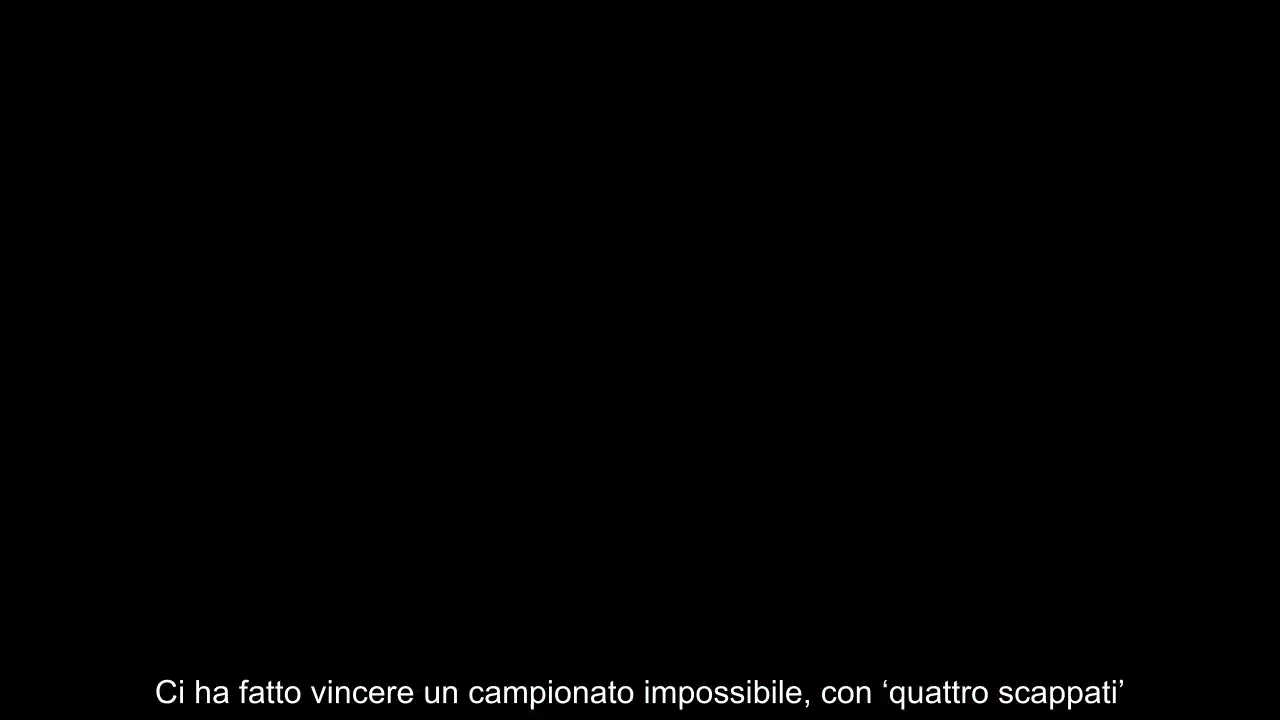 Ci ha fatto vincere un campionato impossibile, con ‘quattro scappati’